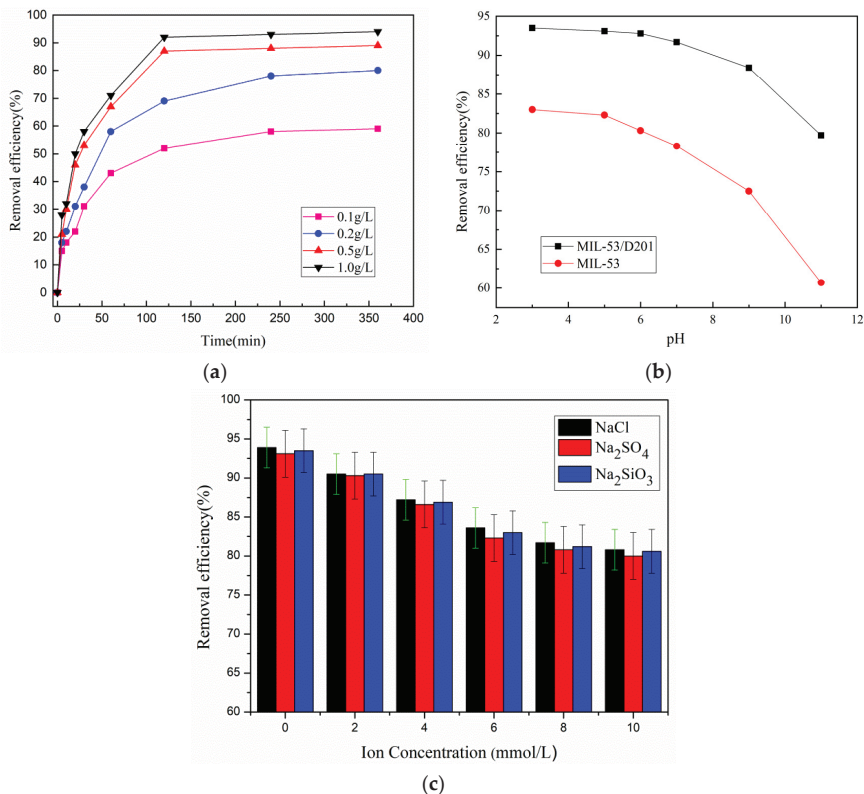 100
90
80
70
60
50
40
30
20
10
0
Removal efficiency(%)
0 50 100 150 200 250 300 350 400
Time(min)
0.1g/L
0.2g/L
0.5g/L
1.0g/L
(a)
95
90
85
80
75
70
65
60
Removal efficiency(%)
2 4 6 8 10 12
pH
MIL-53/D201
MIL-53
(b)
100
95
90
85
80
75
70
65
60
Removal efficiency(%)
0 2 4 6 8 10
Ion Concentration (mmol/L)
NaCl
Na₂SO₄
Na₂SiO₃
(c)